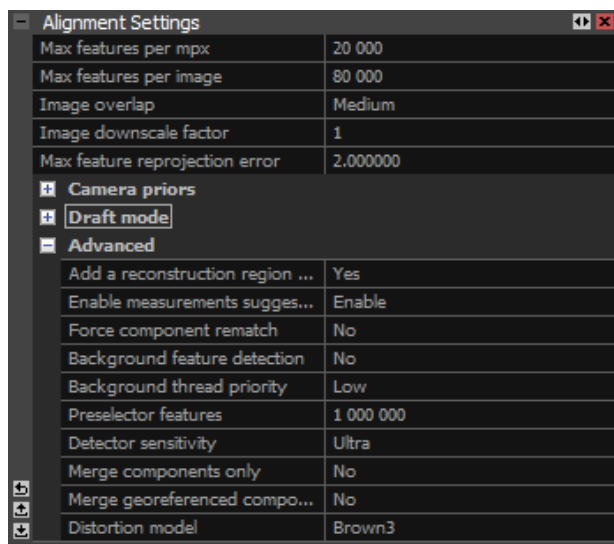 Alignment Settings
Max features per mpx 20 000
Max features per image 80 000
Image overlap Medium
Image downscale factor 1
Max feature reprojection error 2.000000
Camera priors
Draft mode
Advanced
Add a reconstruction region ... Yes
Enable measurements sugges... Enable
Force component rematch No
Background feature detection No
Background thread priority Low
Preselector features 1 000 000
Detector sensitivity Ultra
Merge components only No
Merge georeferenced compo... No
Distortion model Brown3